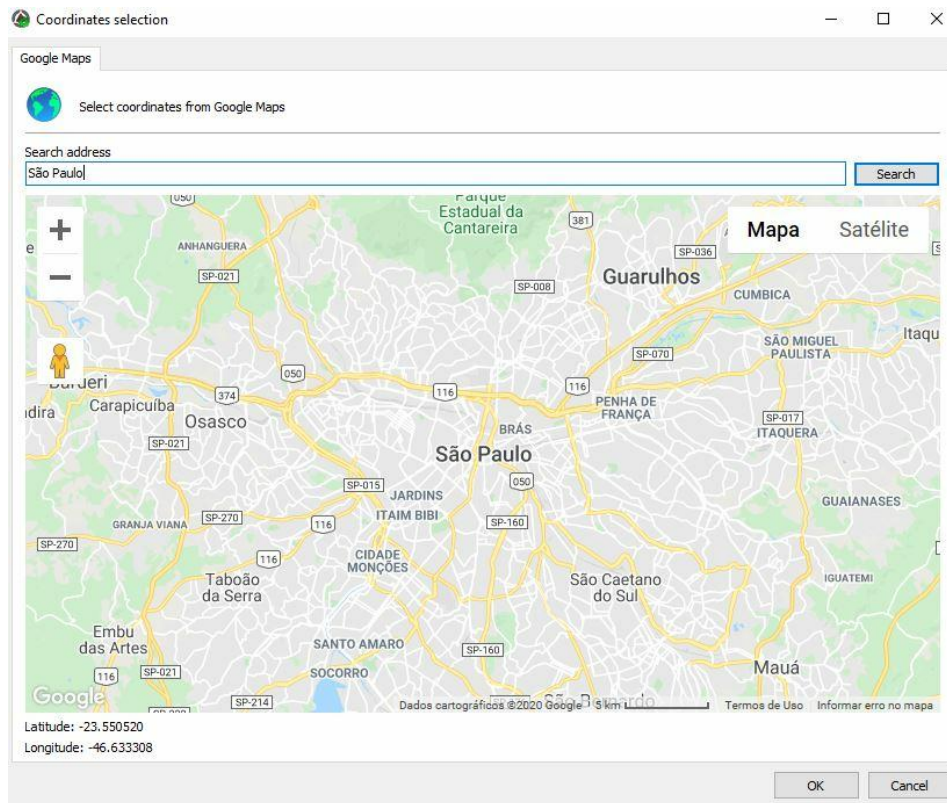 Coordinates selection
Google Maps
Select coordinates from Google Maps
Search address
São Paulo
Search
050
Parque
Estadual da
Cantareira
381
Mapa
Satélite
ANHANGUERA
SP-036
SP-021
SP-008
Guarulhos
CUMBICA
SÃO MIGUEL
PAULISTA
Itaqu
SP-070
050
116
116
374
Barueri
Carapicuíba
ndira
Osasco
PENHA DE
FRANÇA
SP-017
ITAQUERA
BRÁS
SP-021
São Paulo
050
SP-015
JARDINS
ITAIM BIBI
GUAIANASES
GRANJA VIANA
SP-270
116
SP-160
SP-270
116
CIDADE
MONÇÕES
Taboão
da Serra
São Caetano
do Sul
IGUATEMI
Embu
das Artes
SANTO AMARO
SP-160
SOCORRO
116
SP-021
Mauá
Google
SP-214
São Bernardo
do
Dados cartográficos ©2020 Google
5 km
Termos de Uso
Informar erro no mapa
Latitude: -23.550520
Longitude: -46.633308
OK
Cancel